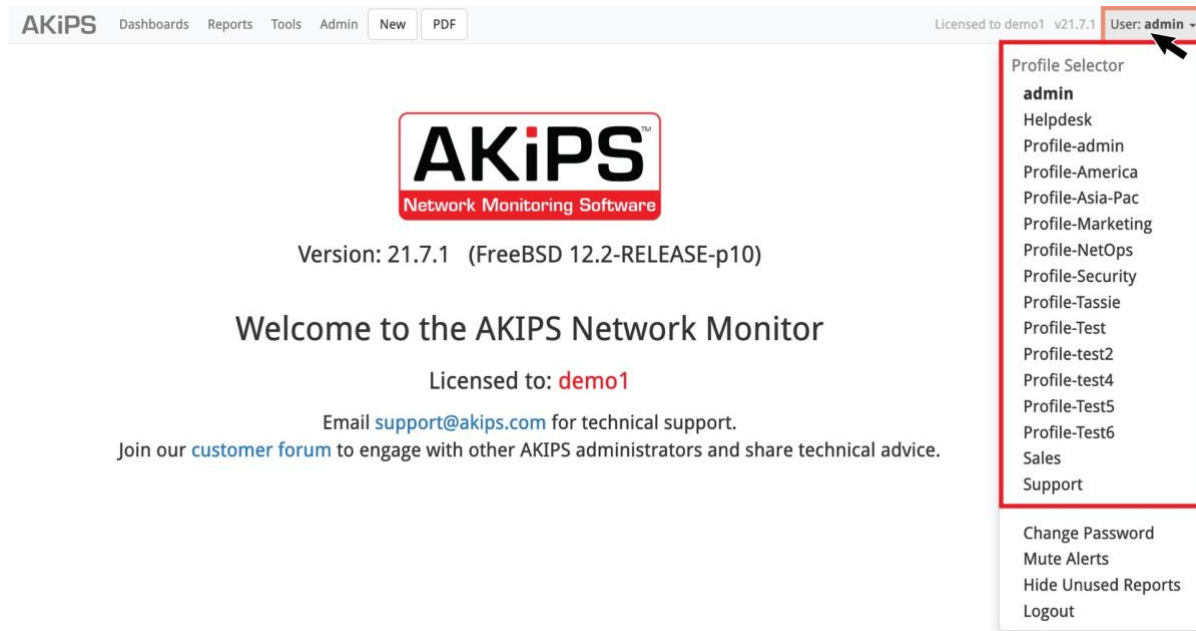 AKiPS Dashboards Reports Tools Admin New PDF Licensed to demo1 v21.7.1 User: admin
AKiPS™
Network Monitoring Software
Version: 21.7.1 (FreeBSD 12.2-RELEASE-p10)
Welcome to the AKIPS Network Monitor
Licensed to: demo1
Email support@akips.com for technical support.
Join our customer forum to engage with other AKIPS administrators and share technical advice.
Profile Selector
admin
Helpdesk
Profile-admin
Profile-America
Profile-Asia-Pac
Profile-Marketing
Profile-NetOps
Profile-Security
Profile-Tassie
Profile-Test
Profile-test2
Profile-test4
Profile-Test5
Profile-Test6
Sales
Support
Change Password
Mute Alerts
Hide Unused Reports
Logout